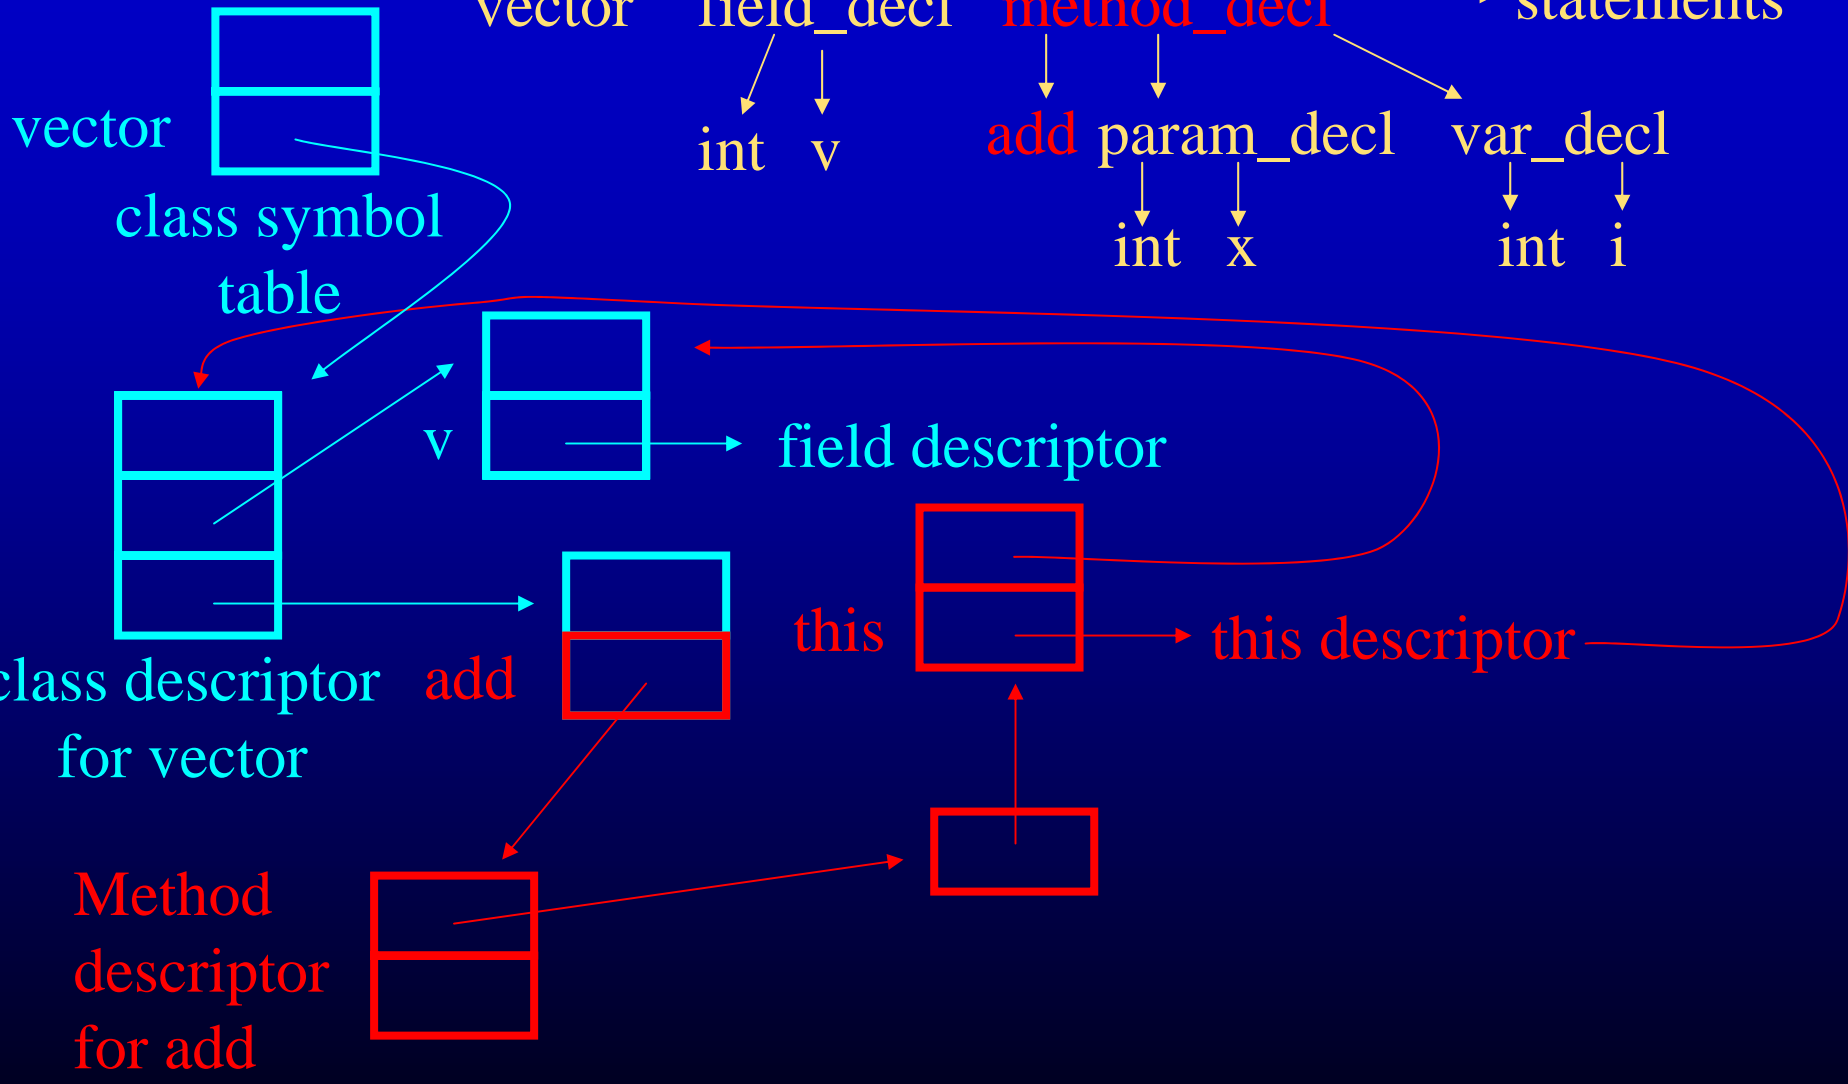 vector field_decl method_decl statements
vector
int v
add param_decl var_decl
class symbol
table
int x
int i
v
field descriptor
this
this descriptor
class descriptor
for vector
add
Method
descriptor
for add